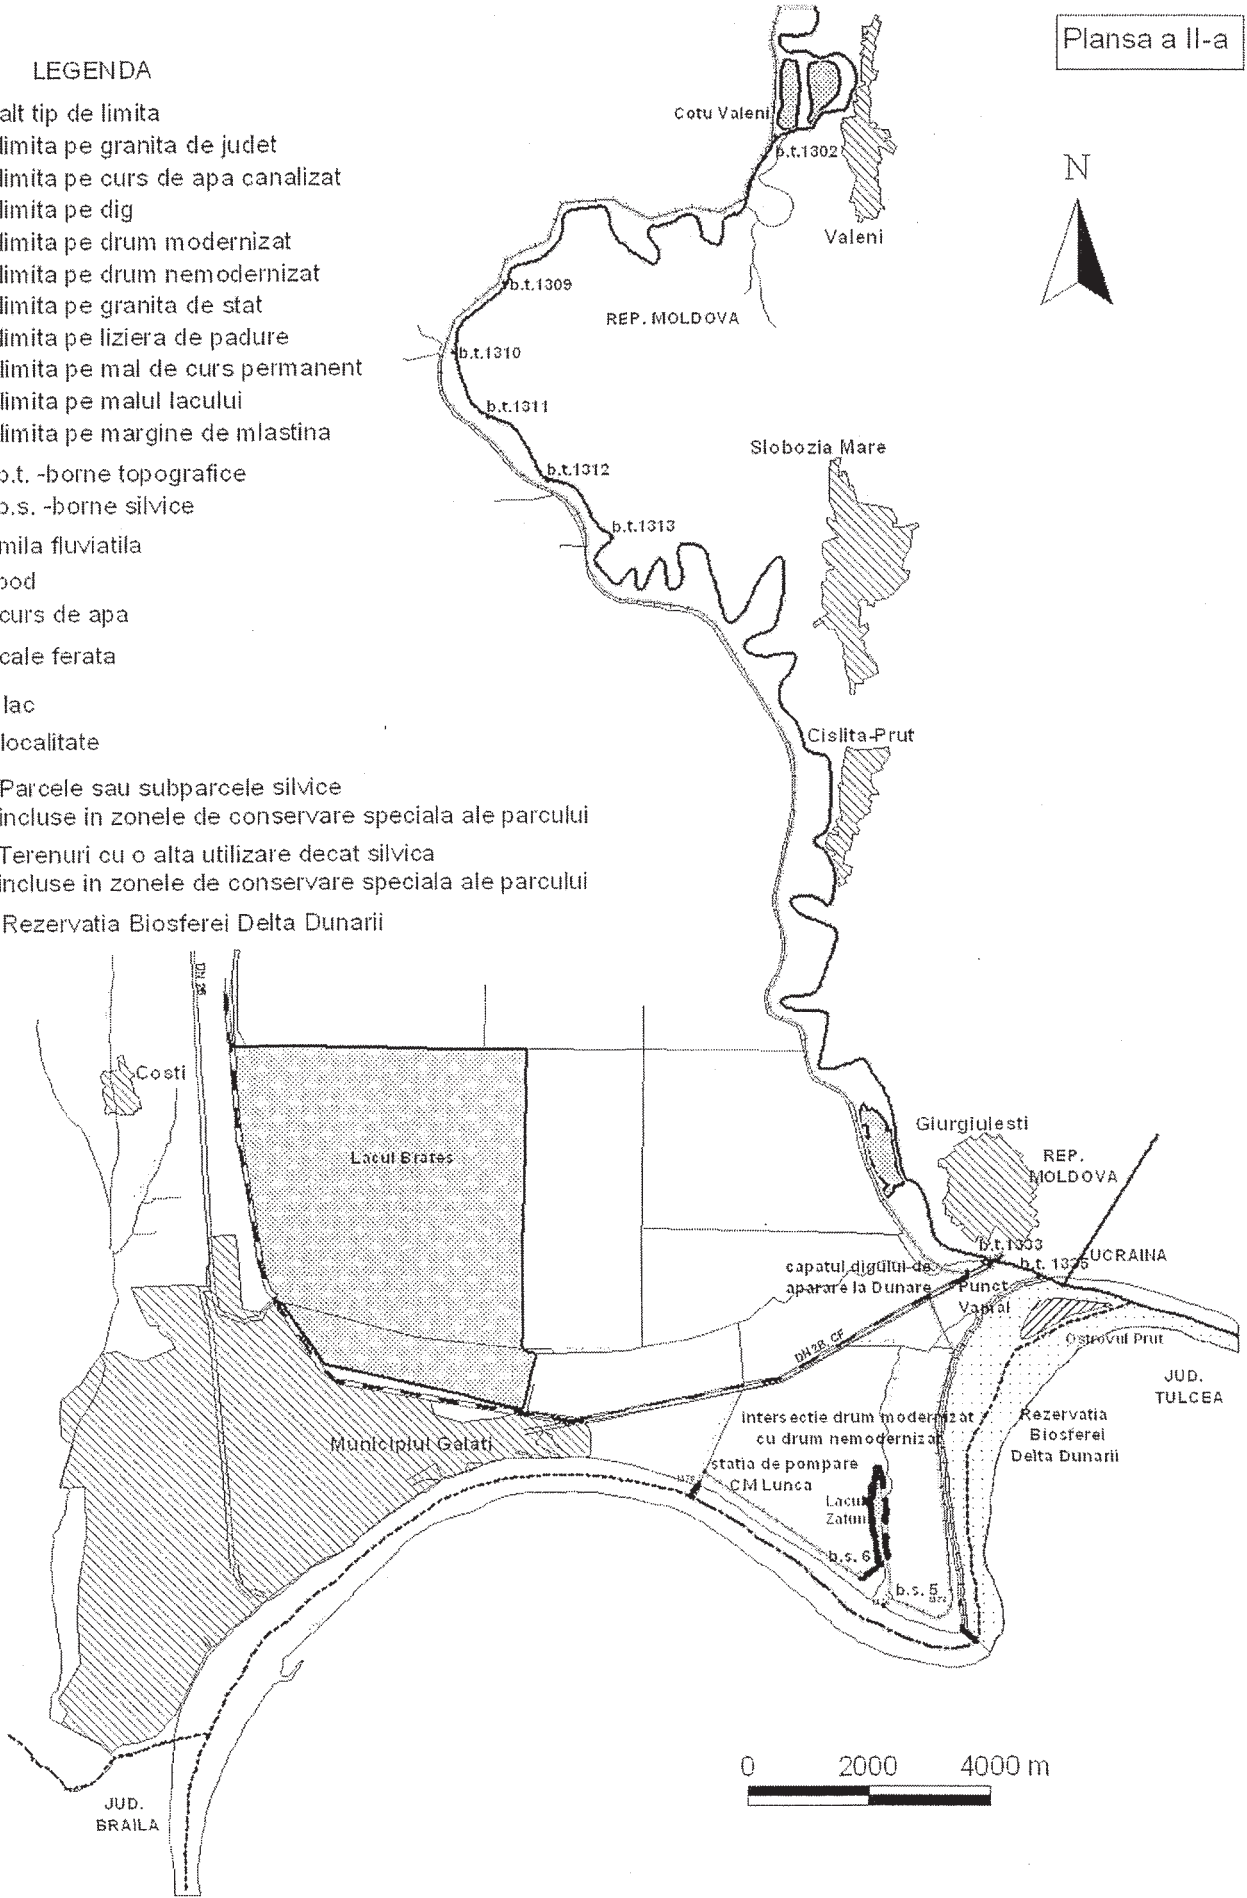 Plansa a II-a
LEGENDA
alt tip de limita
limita pe granita de judet
limita pe curs de apa canalizat
limita pe dig
limita pe drum modernizat
limita pe drum nemodernizat
limita pe granita de stat
limita pe liziera de padure
limita pe mal de curs permanent
limita pe malul lacului
limita pe margine de mlastina
b.t. -borne topografice
b.s. -borne silvice
mila fluviatila
pod
curs de apa
cale ferata
lac
localitate
Parcele sau subparcele silvice
incluse in zonele de conservare speciala ale parcului
Terenuri cu o alta utilizare decat silvica
incluse in zonele de conservare speciala ale parcului
Rezervatia Biosferei Delta Dunarii
Cotu Valeni
b.t.1302
Valeni
N
b.t.1309
REP. MOLDOVA
b.t.1310
b.t.1311
b.t.1312
b.t.1313
Slobozia Mare
Cislita-Prut
DN 26
Costi
Lacul Brates
Giurgiulesti
REP.
MOLDOVA
b.t.1333
b.t. 1335
UCRAINA
capatul digului de
aparare la Dunare
Punct
Vamal
DN 2B CF
Ostrovul Prut
JUD.
TULCEA
intersectie drum modernizat
cu drum nemodernizat
Rezervatia
Biosferei
Delta Dunarii
Municipiul Galati
statia de pompare
CM Lunca
Lacul
Zatun
b.s. 6
b.s. 5
0 2000 4000 m
JUD.
BRAILA